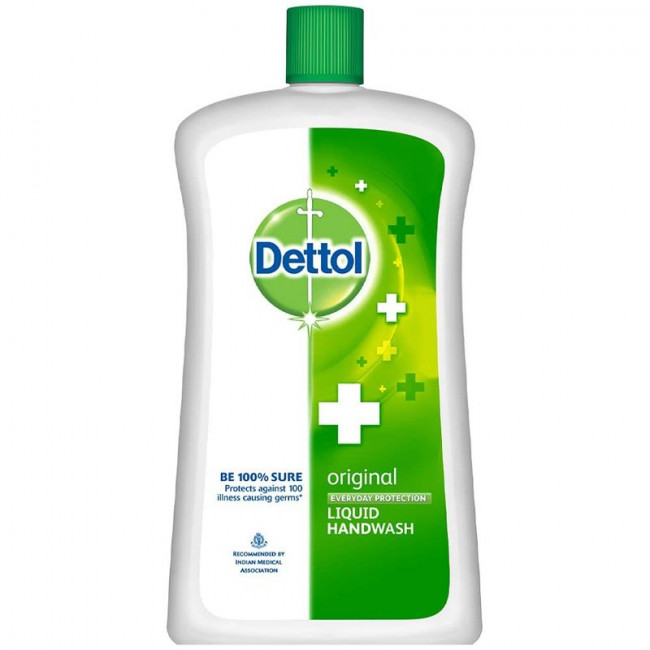 Dettol
BE 100% SURE
Protects against 100
illness causing germs*
RECOMMENDED BY
INDIAN MEDICAL
ASSOCIATION
original
EVERYDAY PROTECTION
LIQUID
HANDWASH